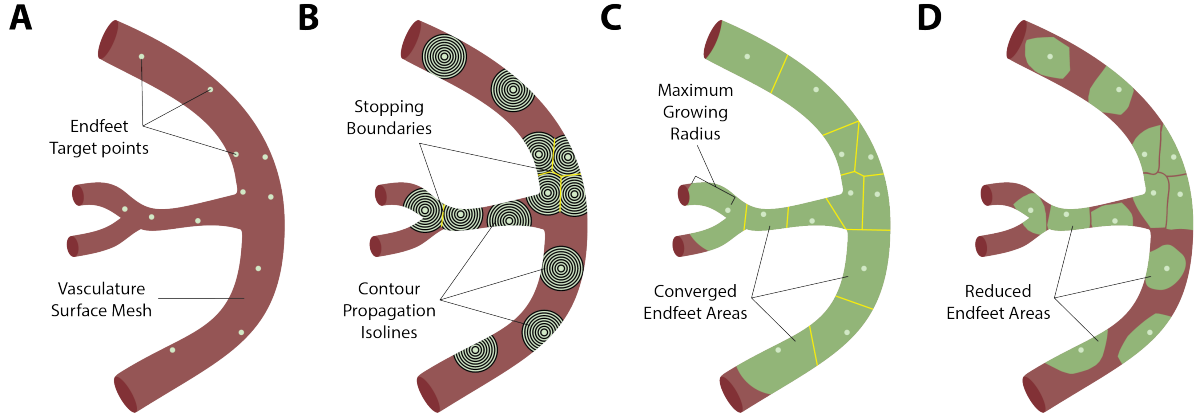 A
B
C
D
Endfeet
Target points
Vasculature
Surface Mesh
Stopping
Boundaries
Contour
Propagation
Isolines
Maximum
Growing
Radius
Converged
Endfeet Areas
Reduced
Endfeet Areas